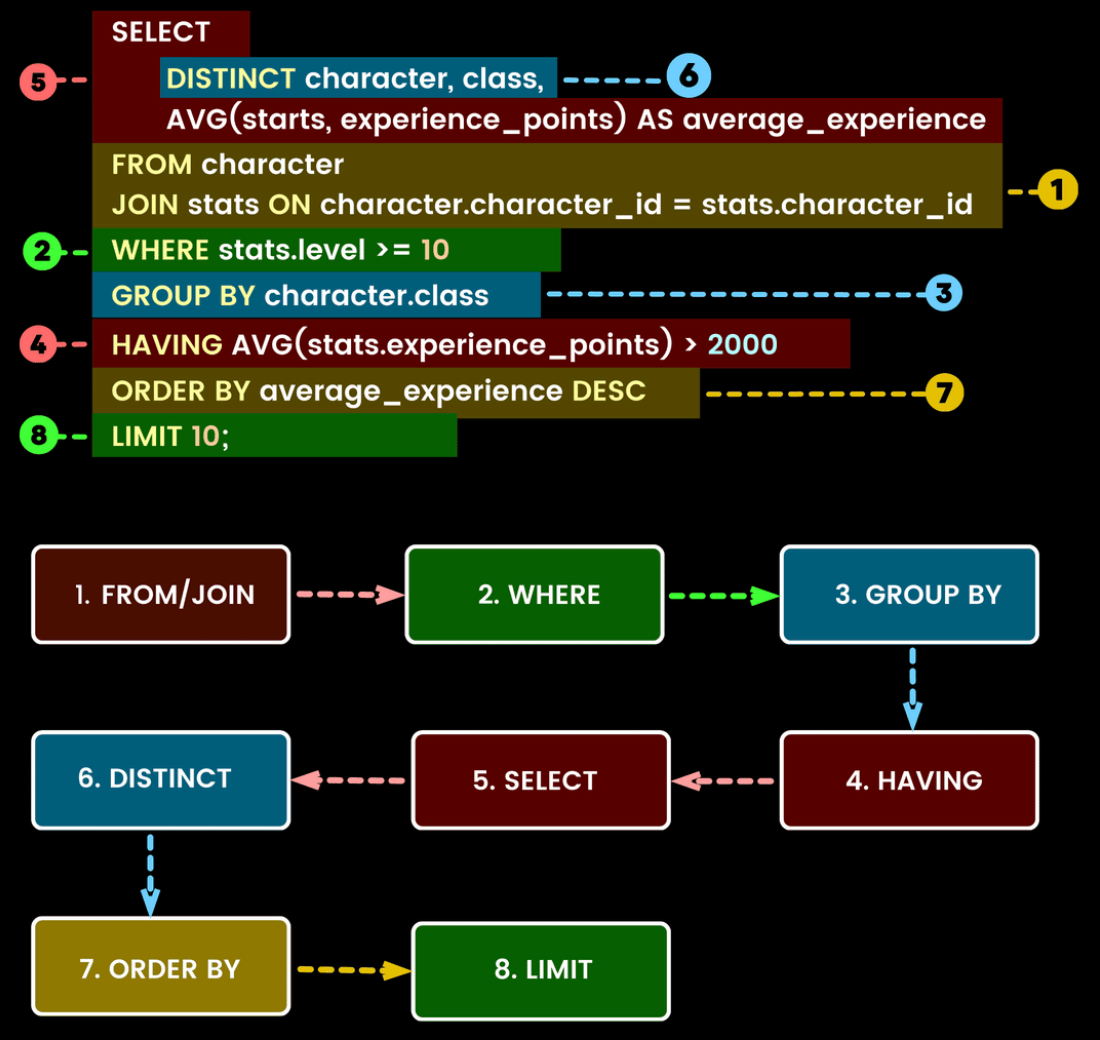 SELECT
5
DISTINCT character, class,
6
AVG(starts, experience_points) AS average_experience
FROM character
JOIN stats ON character.character_id = stats.character_id
1
2
WHERE stats.level >= 10
GROUP BY character.class
3
4
HAVING AVG(stats.experience_points) > 2000
ORDER BY average_experience DESC
7
8
LIMIT 10;
1. FROM/JOIN
2. WHERE
3. GROUP BY
6. DISTINCT
5. SELECT
4. HAVING
7. ORDER BY
8. LIMIT